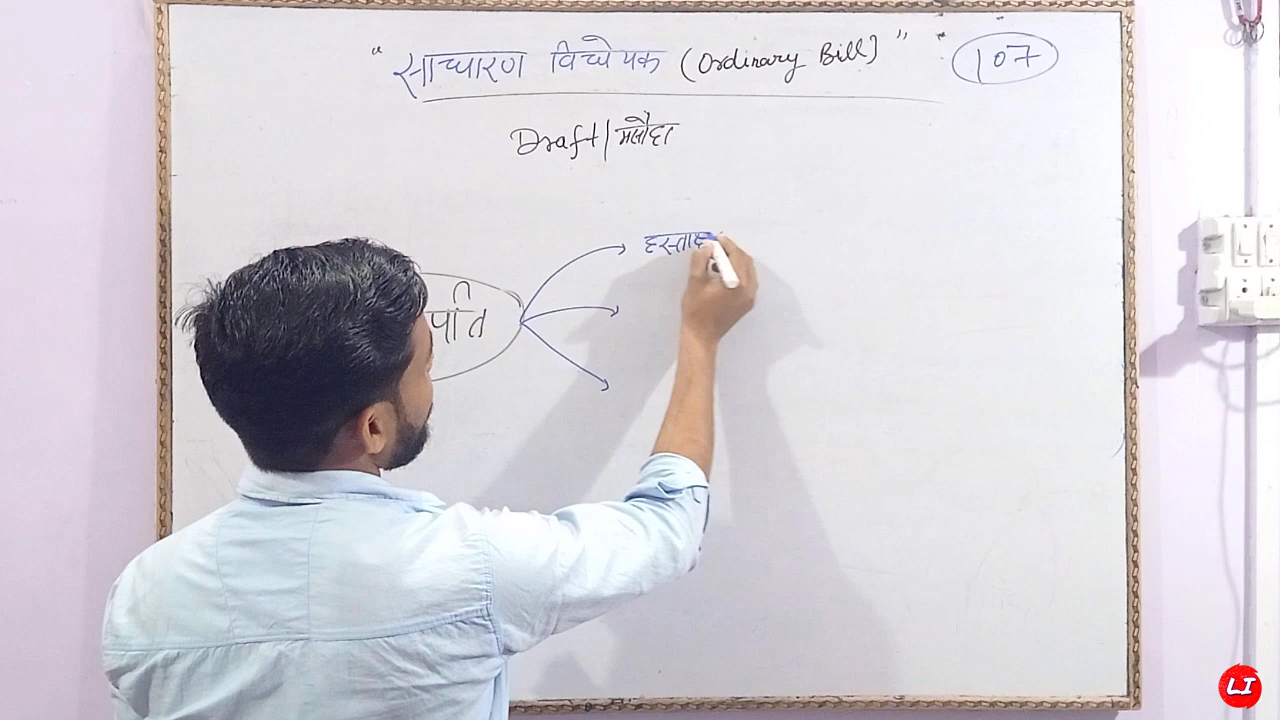 "साधारण विधेयक (Ordinary Bill)" 107
Draft/मसौदा
हस्ताक्ष
पति
LI